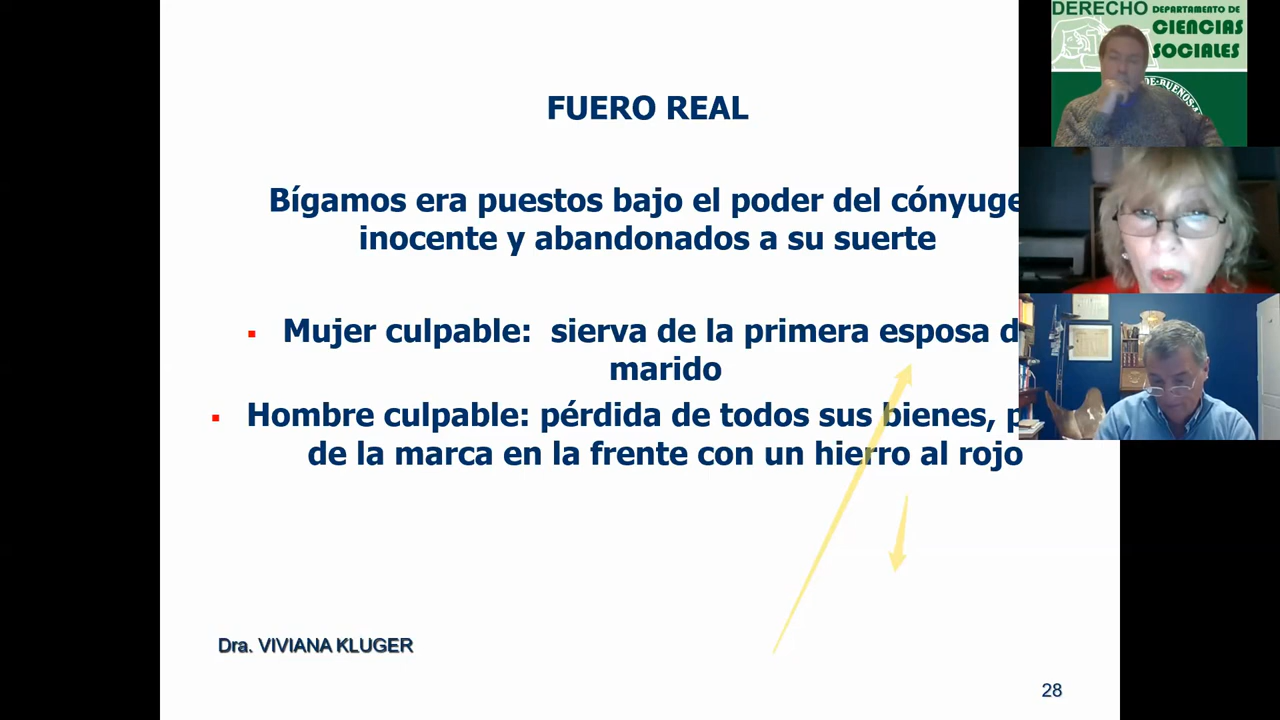 FUERO REAL
Bígamos era puestos bajo el poder del cónyuge
inocente y abandonados a su suerte
▪ Mujer culpable: sierva de la primera esposa d
marido
▪ Hombre culpable: pérdida de todos sus bienes, p
de la marca en la frente con un hierro al rojo
Dra. VIVIANA KLUGER
28
DERECHO DEPARTAMENTO DE
CIENCIAS
SOCIALES
DE BUENOS A